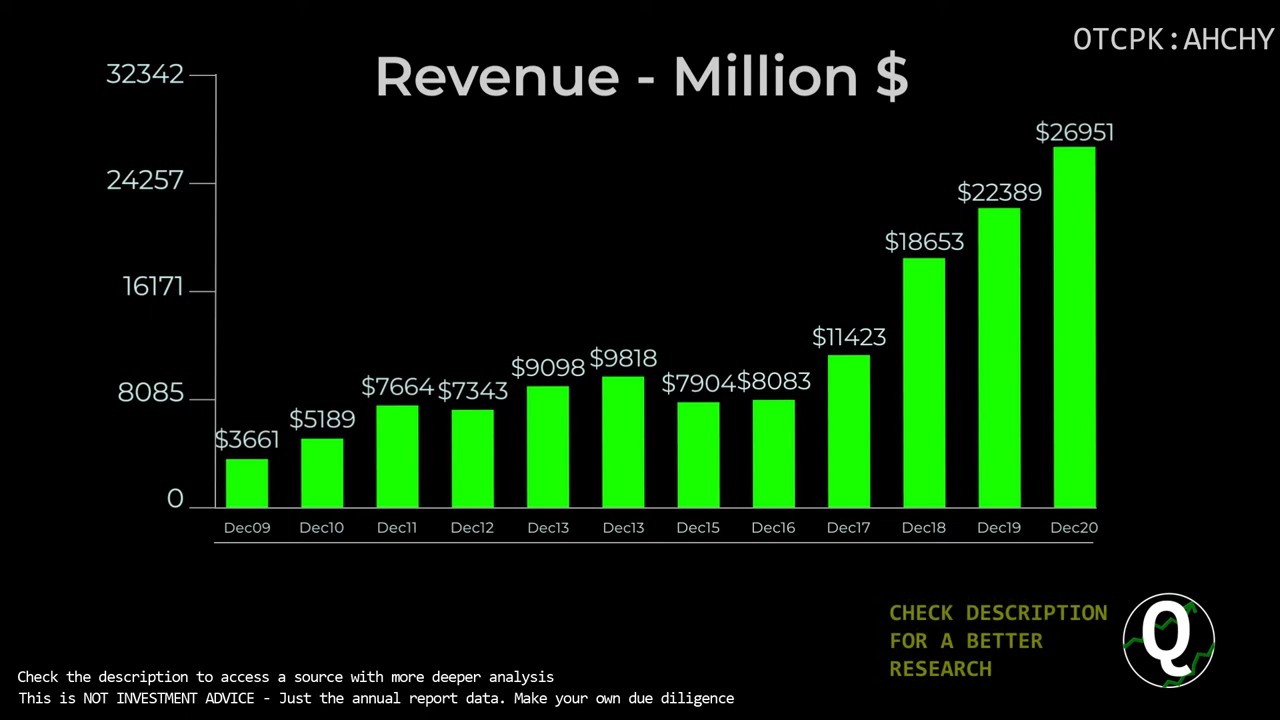 OTCPK:AHCHY
Revenue - Million $
32342
24257
16171
8085
0
$3661
$5189
$7664
$7343
$9098
$9818
$7904
$8083
$11423
$18653
$22389
$26951
Dec09 Dec10 Dec11 Dec12 Dec13 Dec13 Dec15 Dec16 Dec17 Dec18 Dec19 Dec20
CHECK DESCRIPTION
FOR A BETTER
RESEARCH
Q
Check the description to access a source with more deeper analysis
This is NOT INVESTMENT ADVICE - Just the annual report data. Make your own due diligence